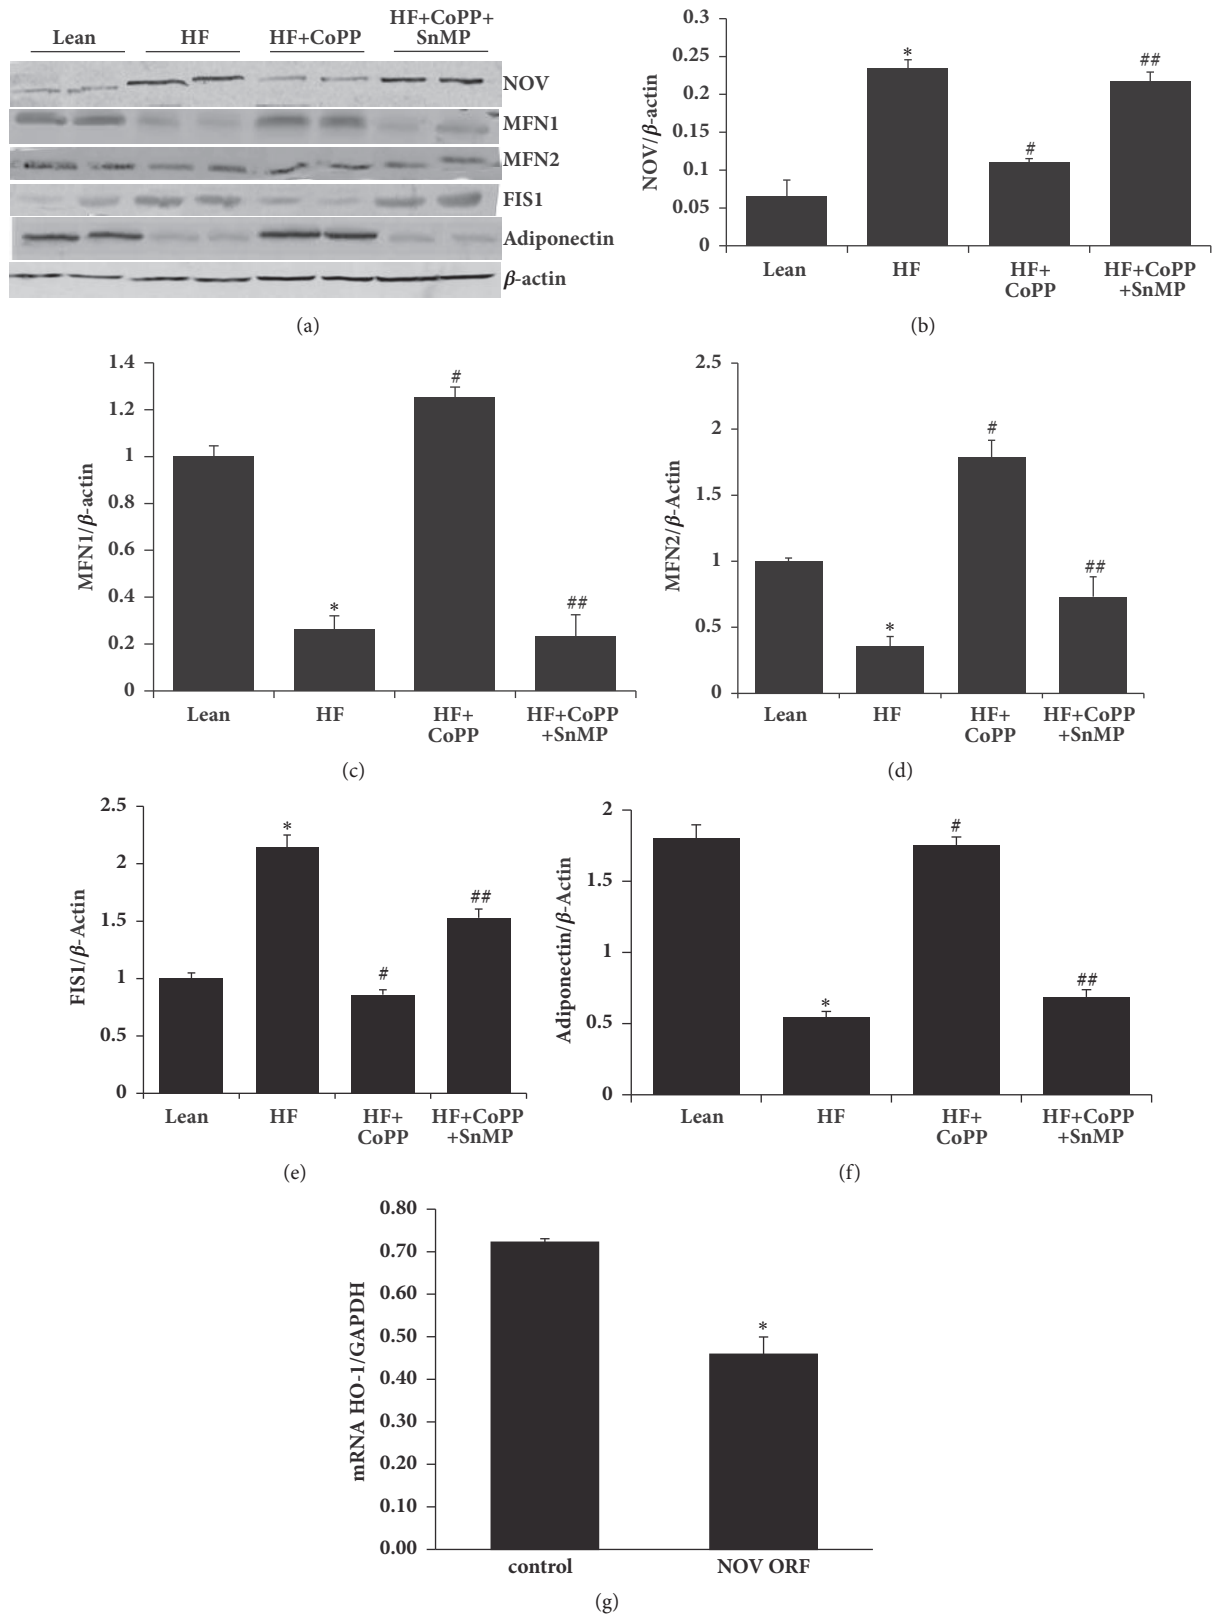 Lean HF HF+CoPP HF+CoPP+
SnMP
NOV
MFN1
MFN2
FIS1
Adiponectin
β-actin
(a)
NOV/β-actin
0.3
0.25
0.2
0.15
0.1
0.05
0
* # ##
Lean HF HF+ HF+CoPP
CoPP +SnMP
(b)
MFN1/β-actin
1.4
1.2
1
0.8
0.6
0.4
0.2
0
* # ##
Lean HF HF+ HF+CoPP
CoPP +SnMP
(c)
MFN2/β-Actin
2.5
2
1.5
1
0.5
0
* # ##
Lean HF HF+ HF+CoPP
CoPP +SnMP
(d)
FIS1/β-Actin
2.5
2
1.5
1
0.5
0
* # ##
Lean HF HF+ HF+CoPP
CoPP +SnMP
(e)
Adiponectin/β-Actin
2
1.5
1
0.5
0
* # ##
Lean HF HF+ HF+CoPP
CoPP +SnMP
(f)
mRNA HO-1/GAPDH
0.80
0.70
0.60
0.50
0.40
0.30
0.20
0.10
0.00
*
control NOV ORF
(g)